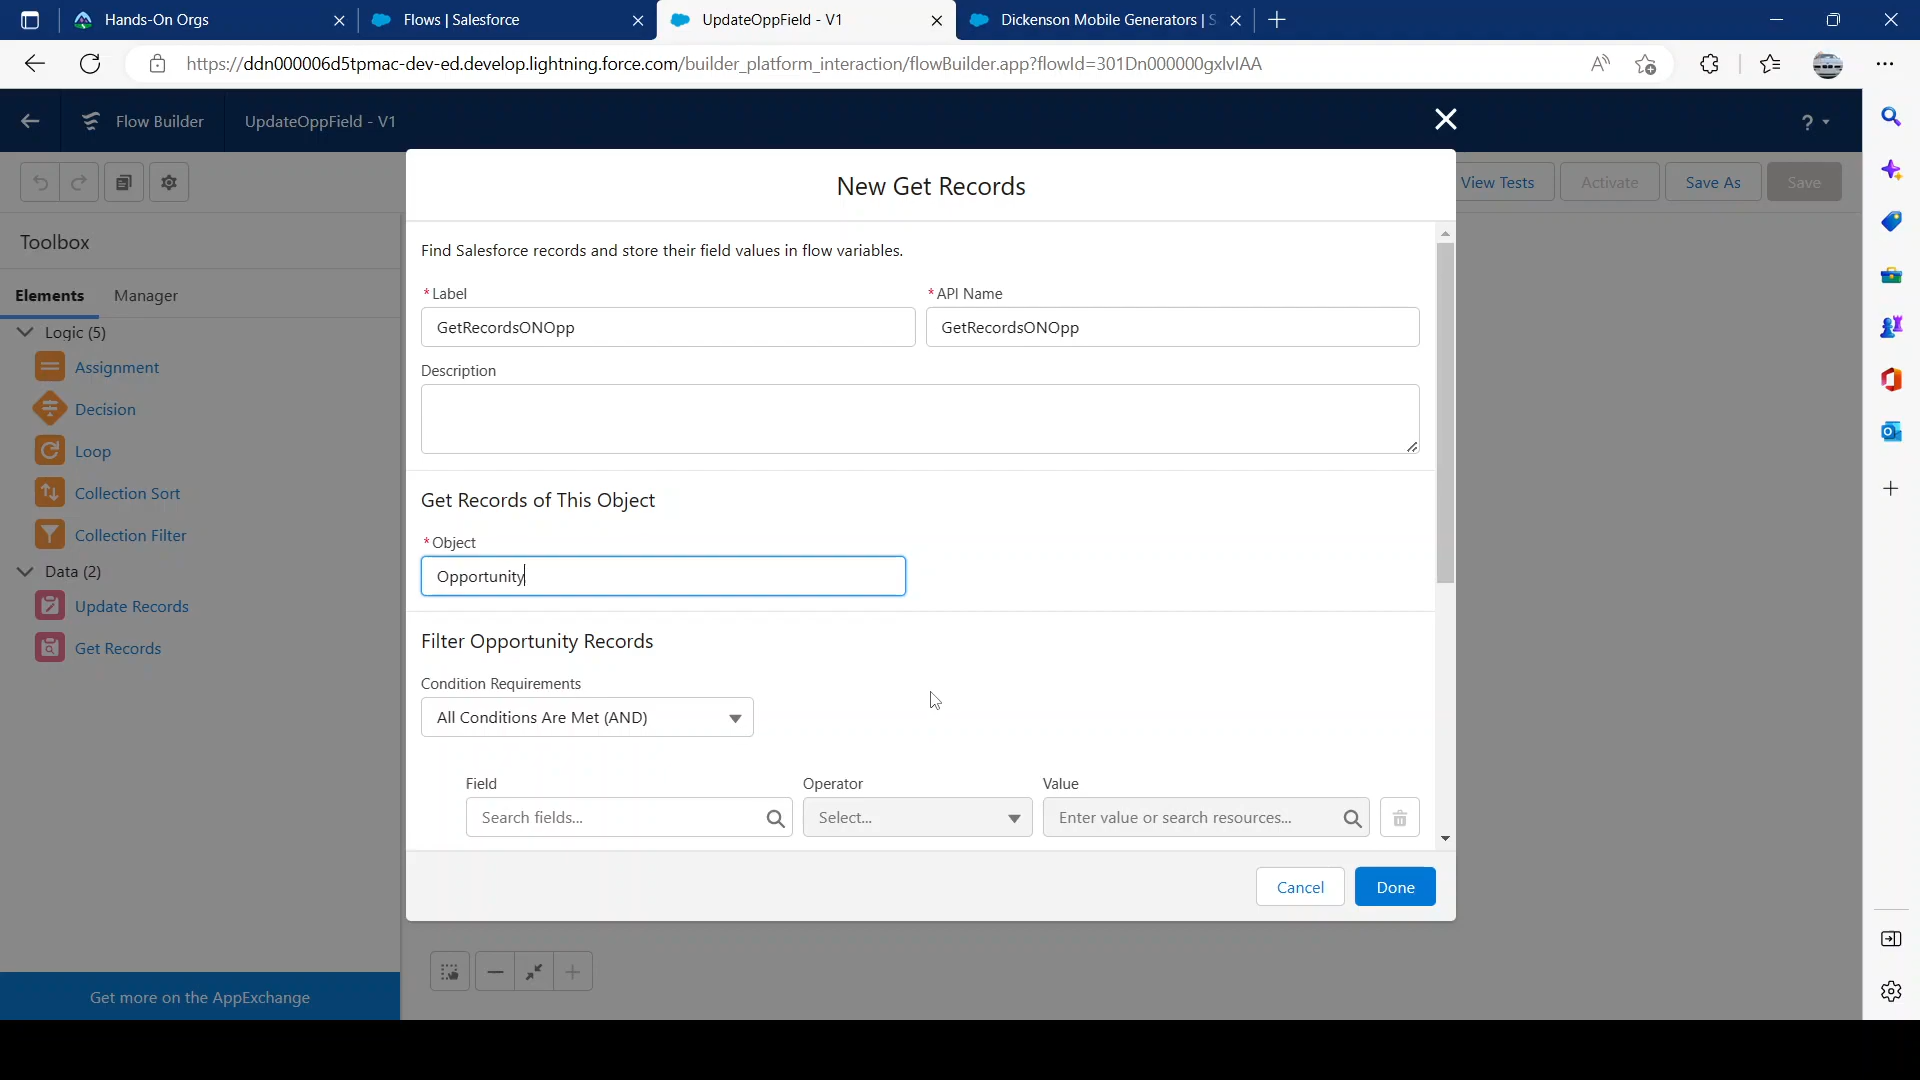 Hands-On Orgs
Flows | Salesforce
UpdateOppField - V1
Dickenson Mobile Generators | S
https://ddn000006d5tpmac-dev-ed.develop.lightning.force.com/builder_platform_interaction/flowBuilder.app?flowId=301Dn000000gxlvIAA
Flow Builder
UpdateOppField - V1
?
View Tests
Activate
Save As
Save
Toolbox
Elements
Manager
Logic (5)
Assignment
Decision
Loop
Collection Sort
Collection Filter
Data (2)
Update Records
Get Records
Get more on the AppExchange
New Get Records
Find Salesforce records and store their field values in flow variables.
* Label
* API Name
GetRecordsONOpp
GetRecordsONOpp
Description
Get Records of This Object
* Object
Opportunity
Filter Opportunity Records
Condition Requirements
All Conditions Are Met (AND)
Field
Operator
Value
Search fields...
Select...
Enter value or search resources...
Cancel
Done